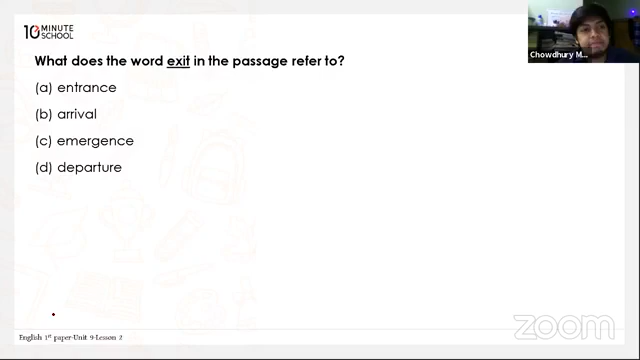 10 MINUTE SCHOOL
What does the word exit in the passage refer to?
(a) entrance
(b) arrival
(c) emergence
(d) departure
Chowdhury M...
English 1st paper-Unit 9-Lesson 2
zoom